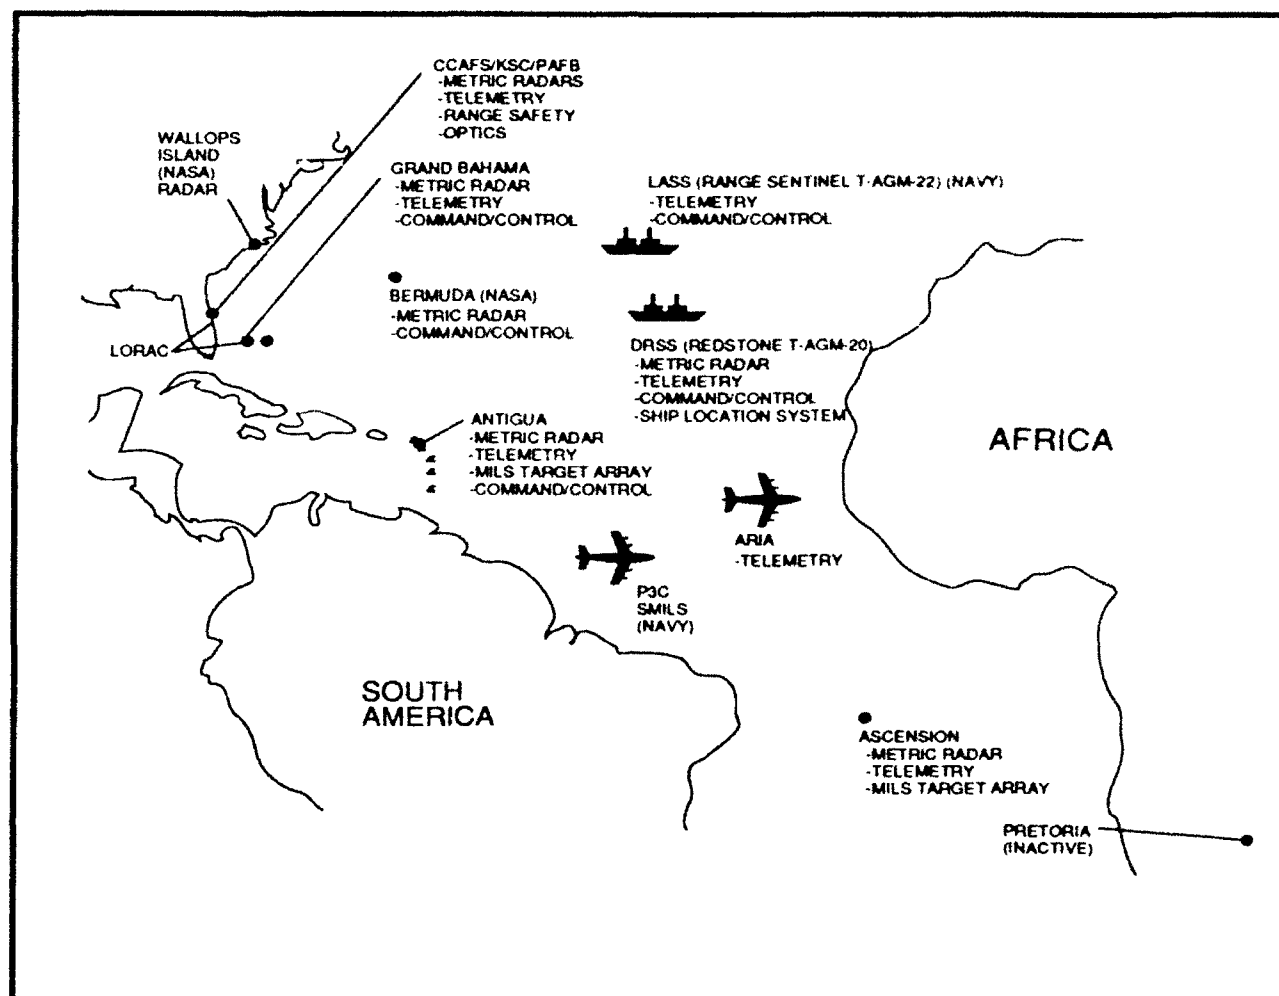 CCAFS/KSC/PAFB
-METRIC RADARS
-TELEMETRY
-RANGE SAFETY
-OPTICS
WALLOPS
ISLAND
(NASA)
RADAR
GRAND BAHAMA
-METRIC RADAR
-TELEMETRY
-COMMAND/CONTROL
LASS (RANGE SENTINEL T-AGM-22) (NAVY)
-TELEMETRY
-COMMAND/CONTROL
BERMUDA (NASA)
-METRIC RADAR
-COMMAND/CONTROL
LORAC
DRSS (REDSTONE T-AGM-20)
-METRIC RADAR
-TELEMETRY
-COMMAND/CONTROL
-SHIP LOCATION SYSTEM
ANTIGUA
-METRIC RADAR
-TELEMETRY
-MILS TARGET ARRAY
-COMMAND/CONTROL
AFRICA
ARIA
-TELEMETRY
P3C
SMILS
(NAVY)
SOUTH
AMERICA
ASCENSION
-METRIC RADAR
-TELEMETRY
-MILS TARGET ARRAY
PRETORIA
(INACTIVE)